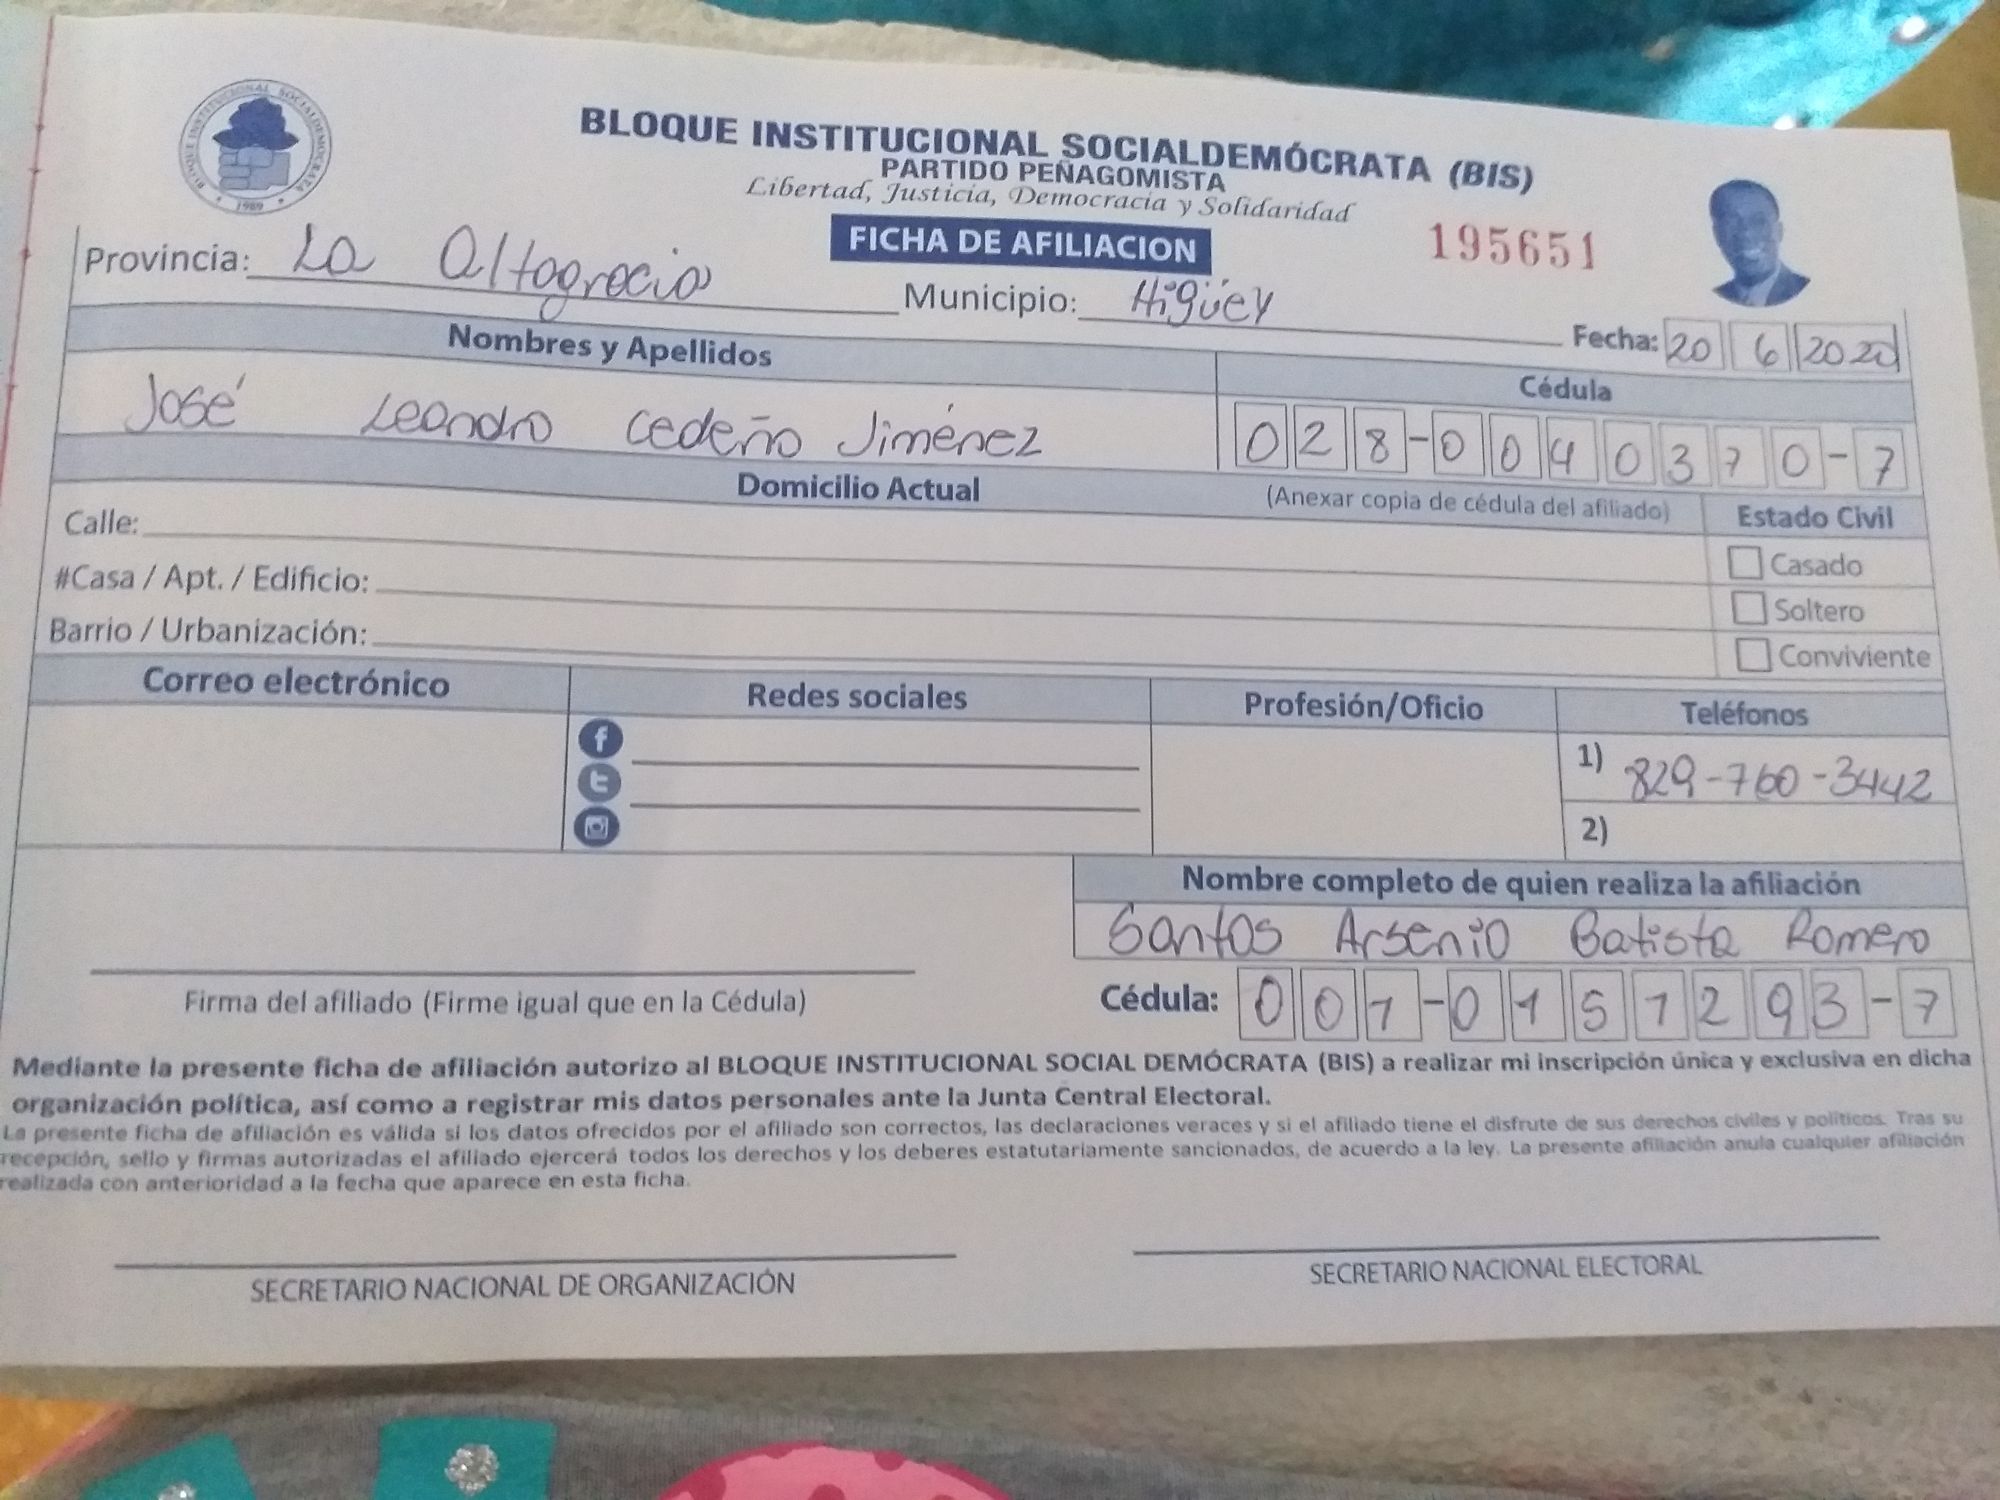 BLOQUE INSTITUCIONAL SOCIALDEMOCRATA
1989
BLOQUE INSTITUCIONAL SOCIALDEMÓCRATA (BIS)
PARTIDO PEÑAGOMISTA
Libertad, Justicia, Democracia y Solidaridad
FICHA DE AFILIACION
195651
Provincia: La Altagracia Municipio: Higüey
Fecha: 20 6 2020
Nombres y Apellidos Cédula
José Leandro Cedeño Jiménez 028-0040370-7
Domicilio Actual (Anexar copia de cédula del afiliado) Estado Civil
Calle:
Casado
#Casa / Apt. / Edificio:
Soltero
Barrio / Urbanización:
Conviviente
Correo electrónico Redes sociales Profesión/Oficio Teléfonos
1) 829-760-3442
2)
Nombre completo de quien realiza la afiliación
Santos Arsenio Batista Romero
Firma del afiliado (Firme igual que en la Cédula) Cédula: 001-0151293-7
Mediante la presente ficha de afiliación autorizo al BLOQUE INSTITUCIONAL SOCIAL DEMÓCRATA (BIS) a realizar mi inscripción única y exclusiva en dicha
organización política, así como a registrar mis datos personales ante la Junta Central Electoral.
La presente ficha de afiliación es válida si los datos ofrecidos por el afiliado son correctos, las declaraciones veraces y si el afiliado tiene el disfrute de sus derechos civiles y políticos. Tras su
recepción, sello y firmas autorizadas el afiliado ejercerá todos los derechos y los deberes estatutariamente sancionados, de acuerdo a la ley. La presente afiliación anula cualquier afiliación
realizada con anterioridad a la fecha que aparece en esta ficha.
SECRETARIO NACIONAL DE ORGANIZACIÓN SECRETARIO NACIONAL ELECTORAL